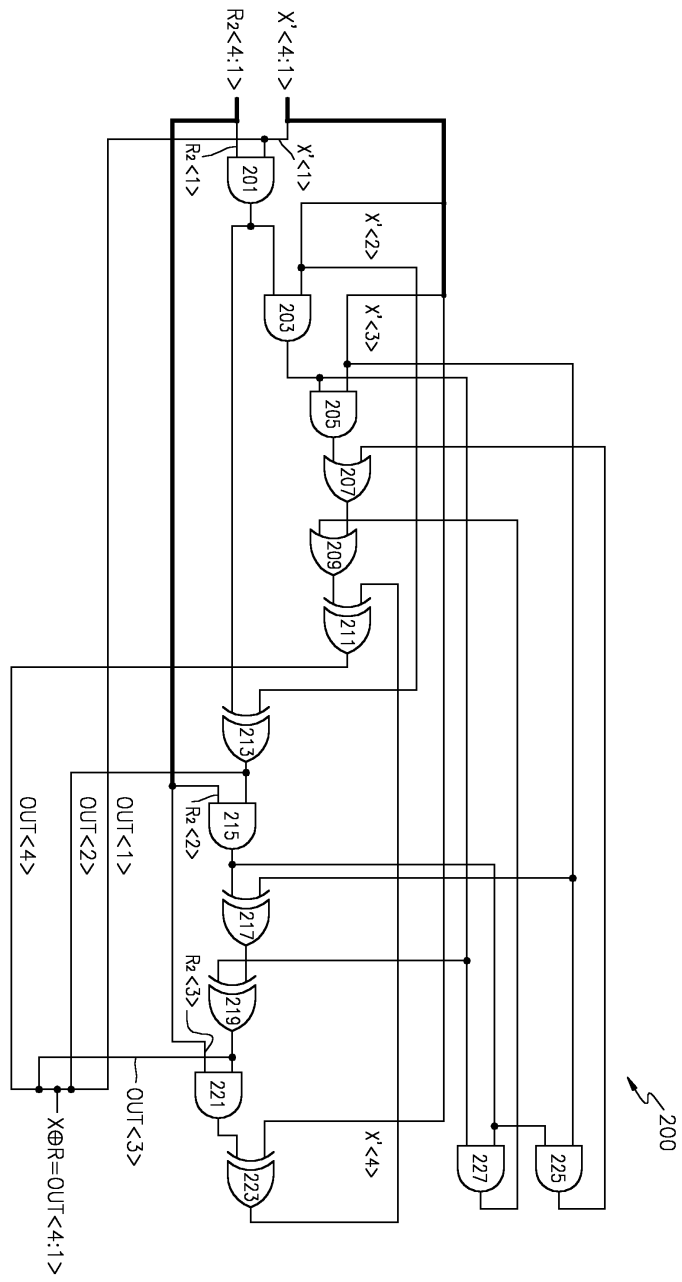 200
R₂<4:1>
X'<4:1>
R₂<1>
X'<1>
201
X'<2>
203
X'<3>
205
207
209
211
213
R₂<2>
215
217
R₂<3>
219
221
X'<4>
223
225
227
OUT<1>
OUT<2>
OUT<4>
OUT<3>
X⊕R=OUT<4:1>